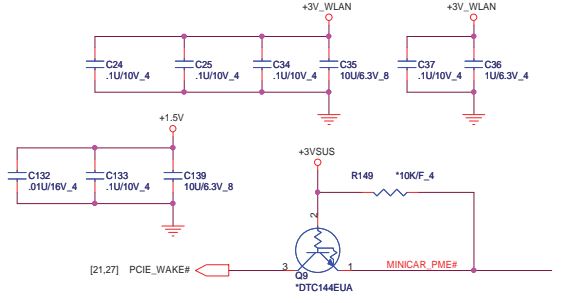 +3V_WLAN
+3V_WLAN
C24
.1U/10V_4
C25
.1U/10V_4
C34
.1U/10V_4
C35
10U/6.3V_8
C37
.1U/10V_4
C36
1U/6.3V_4
+1.5V
C132
.01U/16V_4
C133
.1U/10V_4
C139
10U/6.3V_8
+3VSUS
R149 *10K/F_4
2
[21,27] PCIE_WAKE#
3
1
MINICAR_PME#
Q9
*DTC144EUA